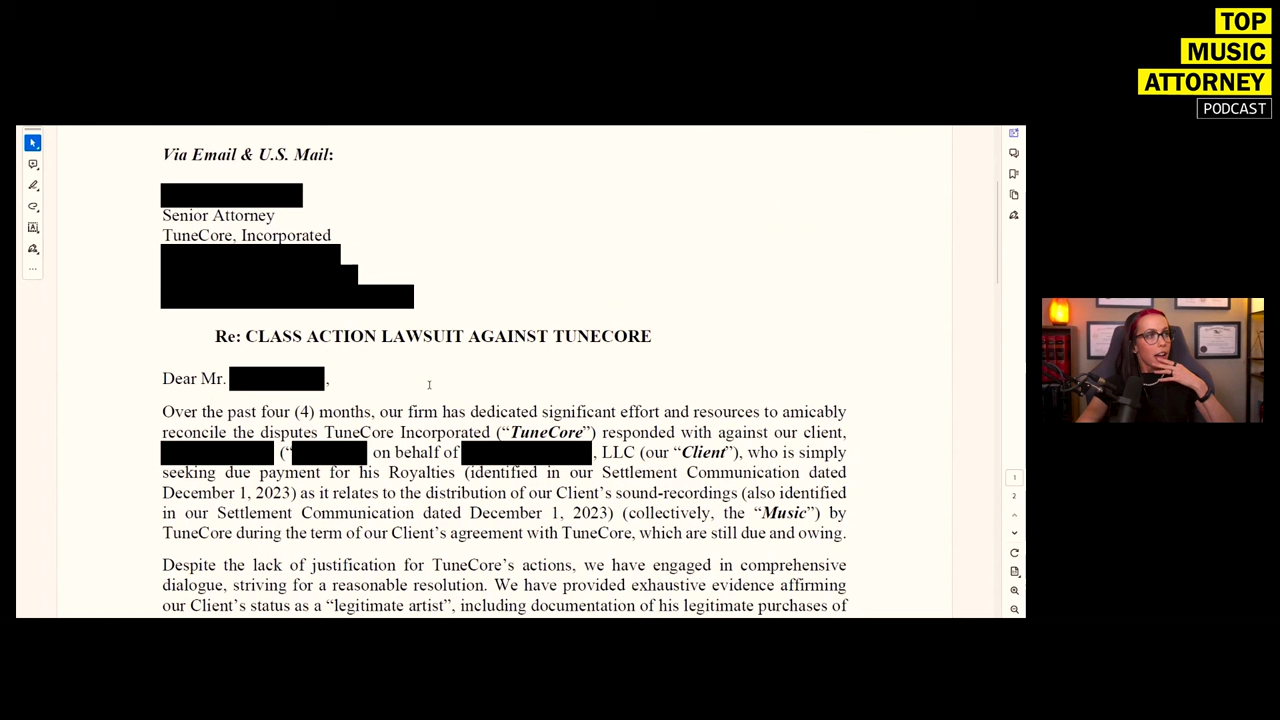 TOP
MUSIC
ATTORNEY
PODCAST
Via Email & U.S. Mail:
Senior Attorney
TuneCore, Incorporated
Re: CLASS ACTION LAWSUIT AGAINST TUNECORE
Dear Mr. ,
Over the past four (4) months, our firm has dedicated significant effort and resources to amicably
reconcile the disputes TuneCore Incorporated (“TuneCore”) responded with against our client,
(“ on behalf of , LLC (our “Client”), who is simply
seeking due payment for his Royalties (identified in our Settlement Communication dated
December 1, 2023) as it relates to the distribution of our Client’s sound-recordings (also identified
in our Settlement Communication dated December 1, 2023) (collectively, the “Music”) by
TuneCore during the term of our Client’s agreement with TuneCore, which are still due and owing.
Despite the lack of justification for TuneCore’s actions, we have engaged in comprehensive
dialogue, striving for a reasonable resolution. We have provided exhaustive evidence affirming
our Client’s status as a “legitimate artist”, including documentation of his legitimate purchases of
1
2